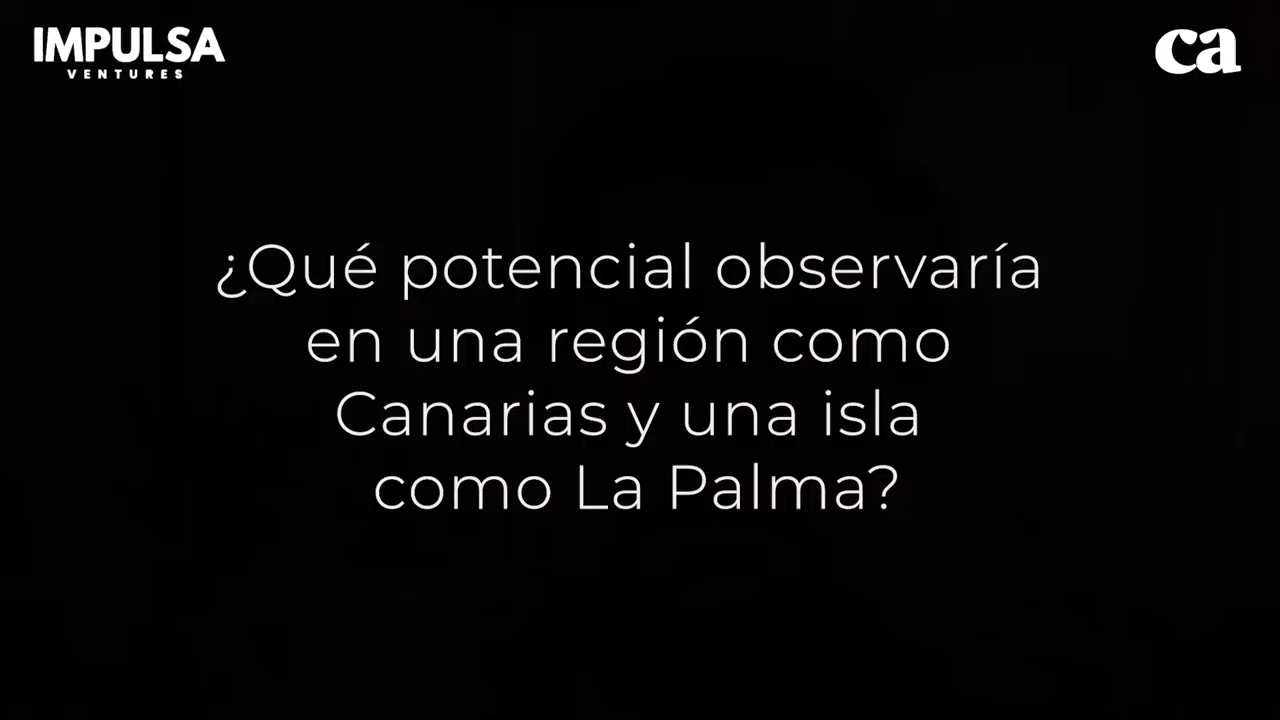 IMPULSA
VENTURES
ca
¿Qué potencial observaría
en una región como
Canarias y una isla
como La Palma?